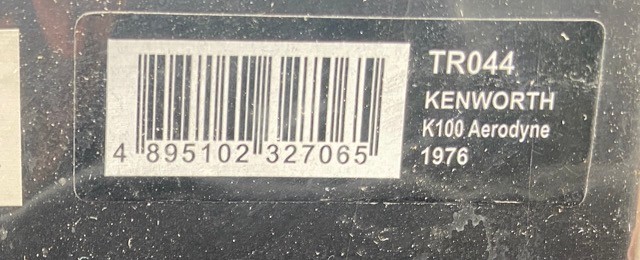 4 895102 327065
TR044
KENWORTH
K100 Aerodyne
1976